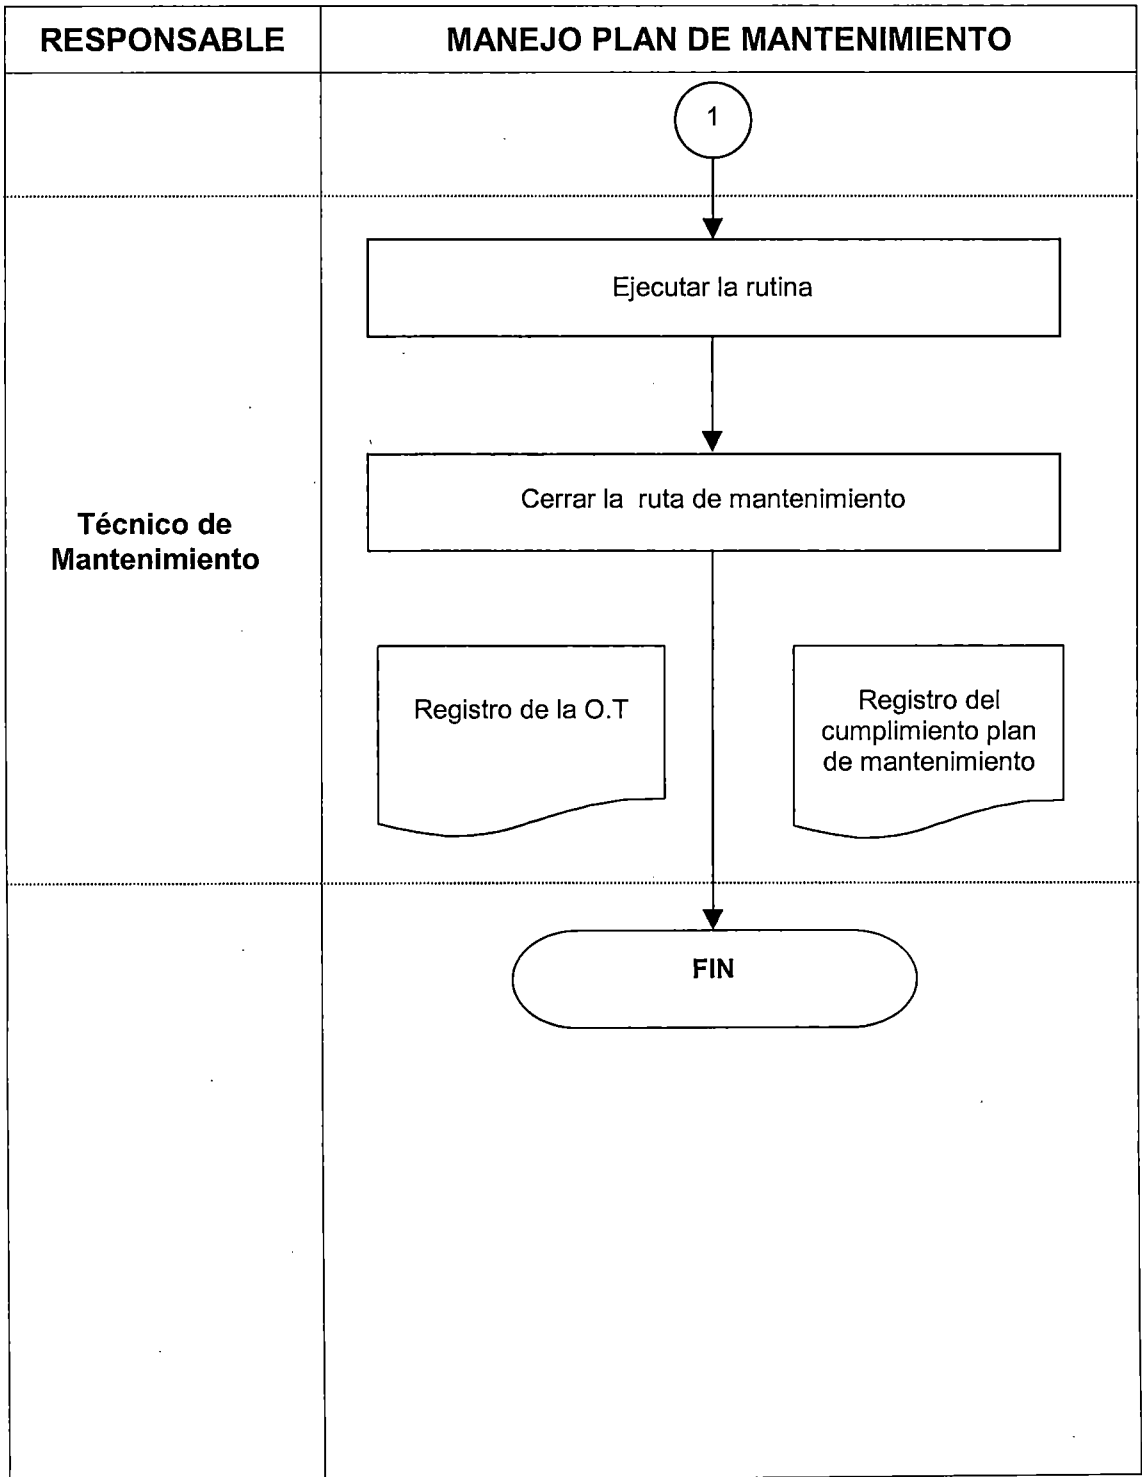 RESPONSABLE
MANEJO PLAN DE MANTENIMIENTO
1
Ejecutar la rutina
Cerrar la ruta de mantenimiento
Técnico de
Mantenimiento
Registro de la O.T
Registro del
cumplimiento plan
de mantenimiento
FIN